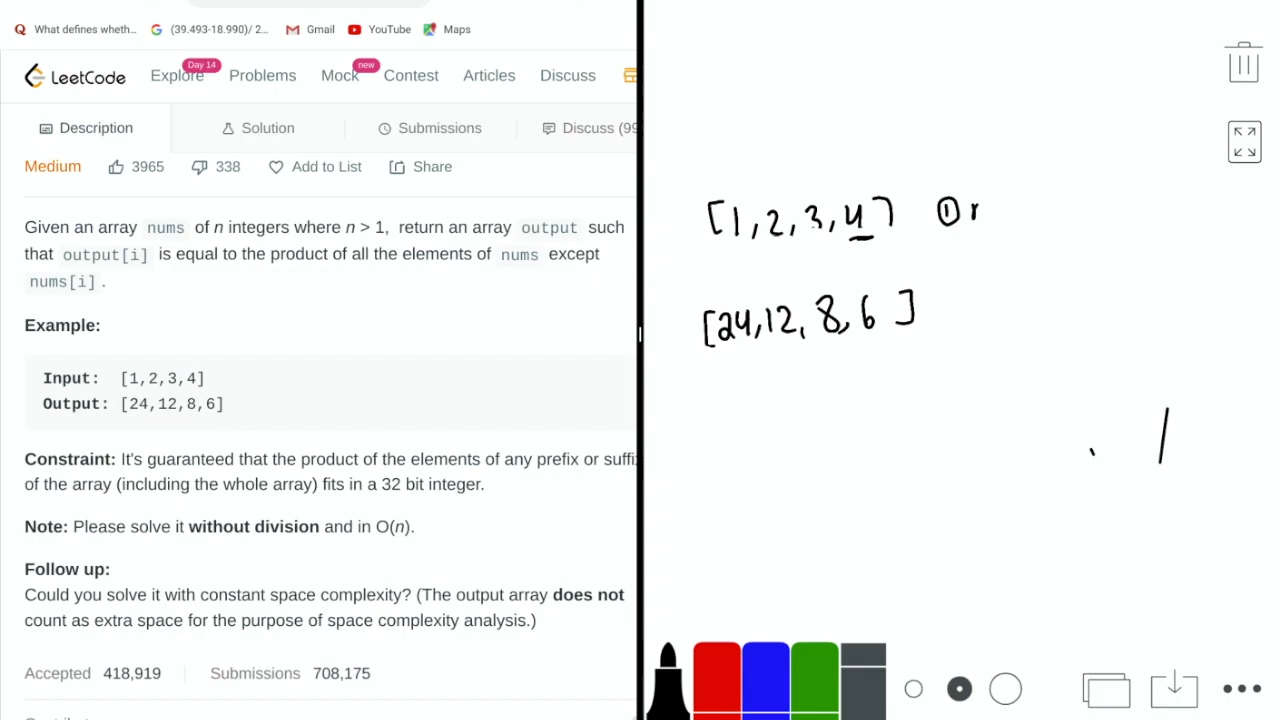 What defines wheth... (39.493-18.990)/ 2... Gmail YouTube Maps
LeetCode Explore Day 14 Problems Mock new Contest Articles Discuss
Description Solution Submissions Discuss (99
Medium 3965 338 Add to List Share
Given an array nums of n integers where n > 1, return an array output such
that output[i] is equal to the product of all the elements of nums except
nums[i] .
Example:
Input: [1,2,3,4]
Output: [24,12,8,6]
Constraint: It's guaranteed that the product of the elements of any prefix or suffi
of the array (including the whole array) fits in a 32 bit integer.
Note: Please solve it without division and in O(n).
Follow up:
Could you solve it with constant space complexity? (The output array does not
count as extra space for the purpose of space complexity analysis.)
Accepted 418,919 Submissions 708,175
[1,2,3,4]
[24,12,8,6]